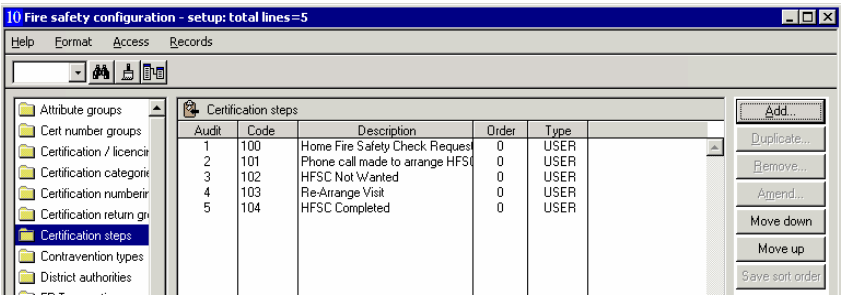 10 Fire safety configuration - setup: total lines=5
Help Format Access Records
Attribute groups
Cert number groups
Certification / licencin
Certification categorie
Certification numberin
Certification return gro
Certification steps
Contravention types
District authorities
Certification steps
Audit Code Description Order Type
1 100 Home Fire Safety Check Request 0 USER
2 101 Phone call made to arrange HFSC 0 USER
3 102 HFSC Not Wanted 0 USER
4 103 Re-Arrange Visit 0 USER
5 104 HFSC Completed 0 USER
Add...
Duplicate...
Remove...
Amend...
Move down
Move up
Save sort order